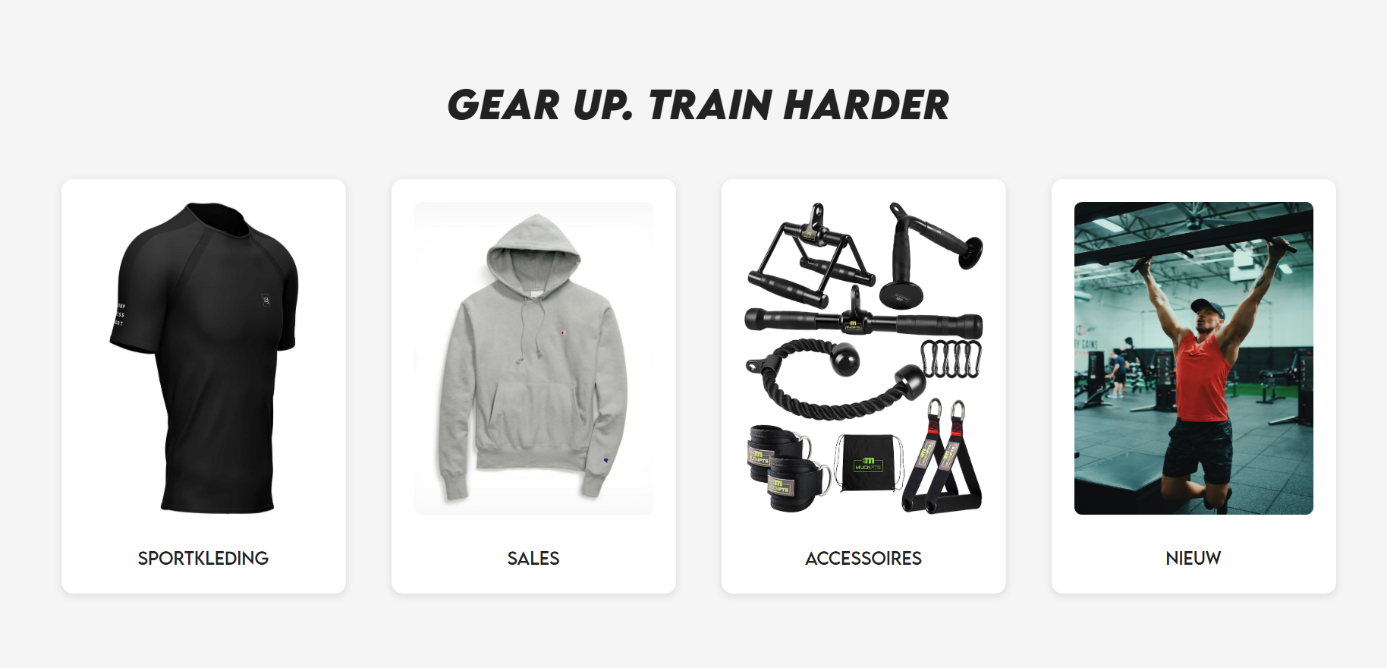 GEAR UP. TRAIN HARDER
SPORTKLEDING
SALES
ACCESSOIRES
NIEUW